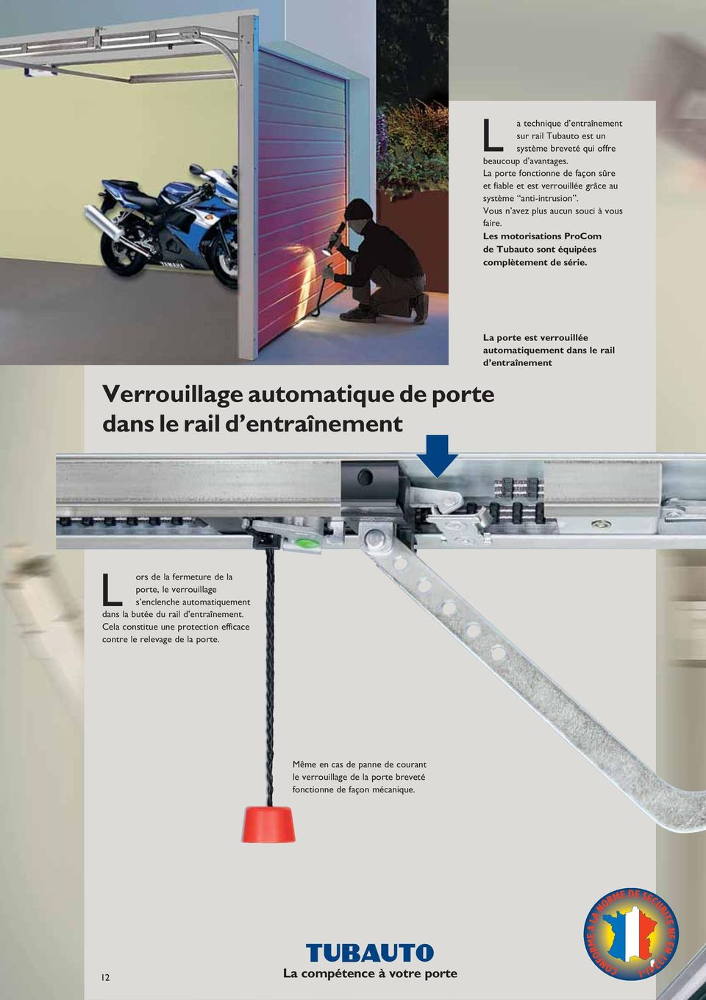 La technique d’entraînement
sur rail Tubauto est un
système breveté qui offre
beaucoup d’avantages.
La porte fonctionne de façon sûre
et fiable et est verrouillée grâce au
système “anti-intrusion”.
Vous n’avez plus aucun souci à vous
faire.
Les motorisations ProCom
de Tubauto sont équipées
complètement de série.
YAMAHA
La porte est verrouillée
automatiquement dans le rail
d’entraînement
Verrouillage automatique de porte
dans le rail d’entraînement
Lors de la fermeture de la
porte, le verrouillage
s’enclenche automatiquement
dans la butée du rail d’entraînement.
Cela constitue une protection efficace
contre le relevage de la porte.
Même en cas de panne de courant
le verrouillage de la porte breveté
fonctionne de façon mécanique.
CONFORME A LA NORME DE SECURITE NF EN 13241-1
TUBAUTO
La compétence à votre porte
12